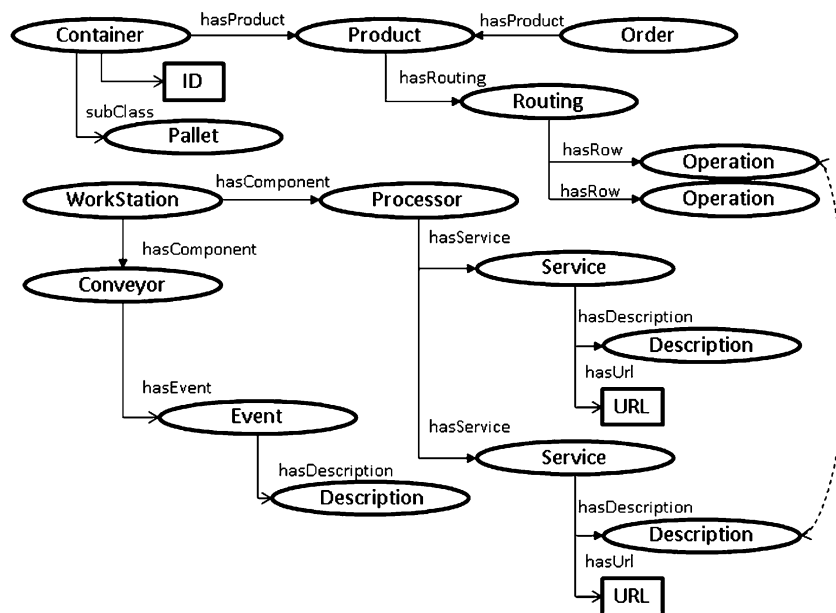 hasProduct
hasProduct
Container
Product
Order
ID
hasRouting
Routing
subClass
Pallet
hasRow
Operation
hasComponent
hasRow
WorkStation
Processor
Operation
hasService
hasComponent
Service
Conveyor
hasDescription
Description
hasEvent
hasUrl
URL
Event
hasService
Service
hasDescription
Description
hasDescription
Description
hasUrl
URL